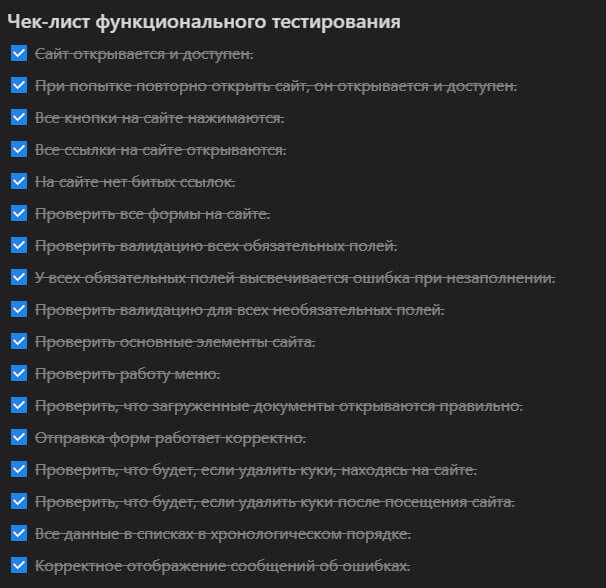 Чек-лист функционального тестирования
Сайт открывается и доступен.
При попытке повторно открыть сайт, он открывается и доступен.
Все кнопки на сайте нажимаются.
Все ссылки на сайте открываются.
На сайте нет битых ссылок.
Проверить все формы на сайте.
Проверить валидацию всех обязательных полей.
У всех обязательных полей высвечивается ошибка при незаполнении.
Проверить валидацию для всех необязательных полей.
Проверить основные элементы сайта.
Проверить работу меню.
Проверить, что загруженные документы открываются правильно.
Отправка форм работает корректно.
Проверить, что будет, если удалить куки, находясь на сайте.
Проверить, что будет, если удалить куки после посещения сайта.
Все данные в списках в хронологическом порядке.
Корректное отображение сообщений об ошибках.